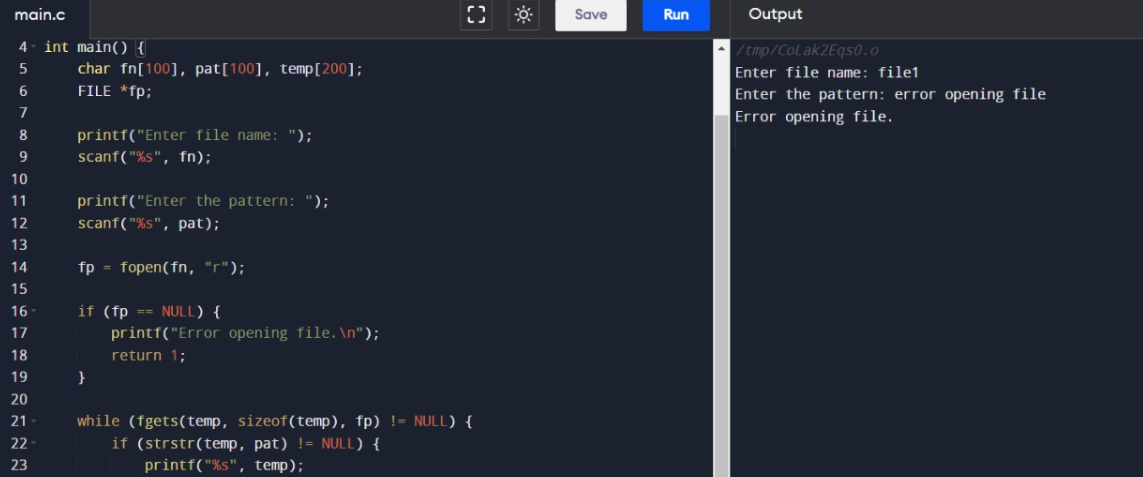 main.c
Save
Run
Output
4 int main() {
5 char fn[100], pat[100], temp[200];
6 FILE *fp;
7
8 printf("Enter file name: ");
9 scanf("%s", fn);
10
11 printf("Enter the pattern: ");
12 scanf("%s", pat);
13
14 fp = fopen(fn, "r");
15
16 if (fp == NULL) {
17 printf("Error opening file.\n");
18 return 1;
19 }
20
21 while (fgets(temp, sizeof(temp), fp) != NULL) {
22 if (strstr(temp, pat) != NULL) {
23 printf("%s", temp);
/tmp/CoLak2Eqs0.o
Enter file name: file1
Enter the pattern: error opening file
Error opening file.